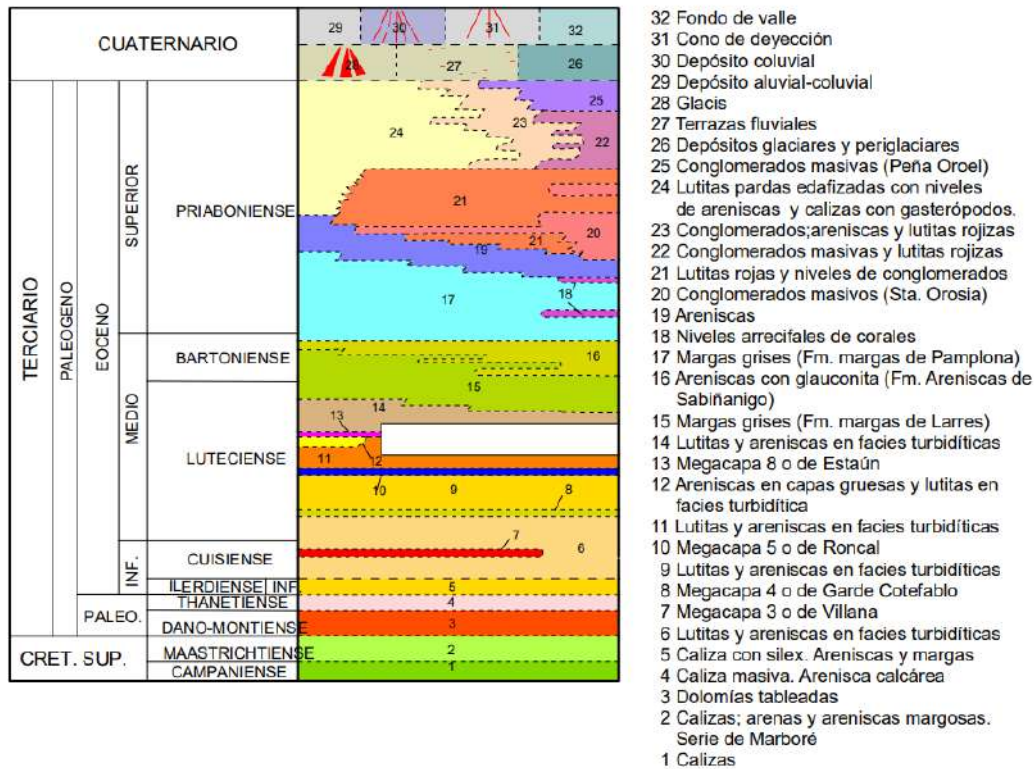 CUATERNARIO
29
30
31
32
28
27
26
TERCIARIO
PALEOGENO
EOCENO
SUPERIOR
PRIABONIENSE
25
23
24
22
21
20
21
19
18
17
MEDIO
BARTONIENSE
16
15
LUTECIENSE
14
13
11
12
10
9
8
7
6
INF.
CUISIENSE
ILERDIENSE INF.
5
PALEO.
THANETIENSE
4
DANO-MONTIENSE
3
CRET. SUP.
MAASTRICHTIENSE
2
CAMPANIENSE
1
32 Fondo de valle
31 Cono de deyección
30 Depósito coluvial
29 Depósito aluvial-coluvial
28 Glacis
27 Terrazas fluviales
26 Depósitos glaciares y periglaciares
25 Conglomerados masivas (Peña Oroel)
24 Lutitas pardas edafizadas con niveles
de areniscas y calizas con gasterópodos.
23 Conglomerados;areniscas y lutitas rojizas
22 Conglomerados masivas y lutitas rojizas
21 Lutitas rojas y niveles de conglomerados
20 Conglomerados masivos (Sta. Orosia)
19 Areniscas
18 Niveles arrecifales de corales
17 Margas grises (Fm. margas de Pamplona)
16 Areniscas con glauconita (Fm. Areniscas de
Sabiñanigo)
15 Margas grises (Fm. margas de Larres)
14 Lutitas y areniscas en facies turbidíticas
13 Megacapa 8 o de Estaún
12 Areniscas en capas gruesas y lutitas en
facies turbidítica
11 Lutitas y areniscas en facies turbidíticas
10 Megacapa 5 o de Roncal
9 Lutitas y areniscas en facies turbidíticas
8 Megacapa 4 o de Garde Cotefablo
7 Megacapa 3 o de Villana
6 Lutitas y areniscas en facies turbidíticas
5 Caliza con silex. Areniscas y margas
4 Caliza masiva. Arenisca calcárea
3 Dolomías tableadas
2 Calizas; arenas y areniscas margosas.
Serie de Marboré
1 Calizas